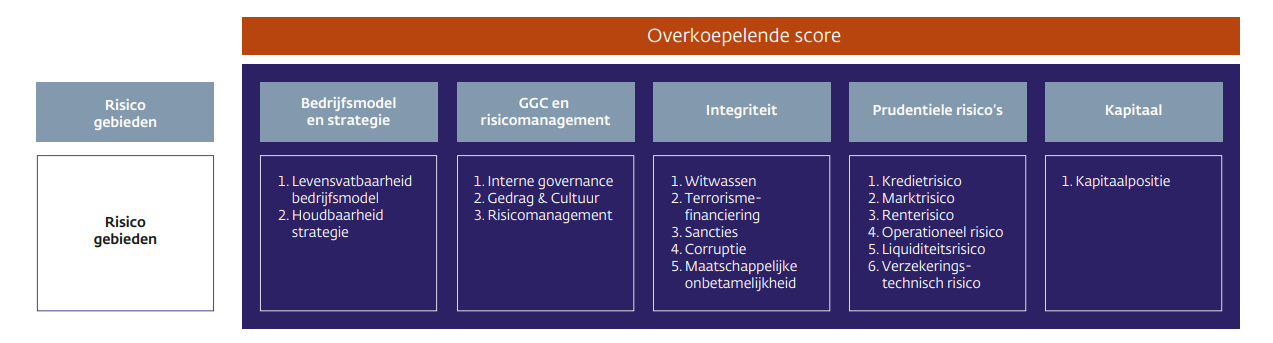 Overkoepelende score
Risico
gebieden
Bedrijfsmodel
en strategie
GGC en
risicomanagement
Integriteit
Prudentiele risico's
Kapitaal
Risico
gebieden
1. Levensvatbaarheid
bedrijfsmodel
2. Houdbaarheid
strategie
1. Interne governance
2. Gedrag & Cultuur
3. Risicomanagement
1. Witwassen
2. Terrorisme-
financiering
3. Sancties
4. Corruptie
5. Maatschappelijke
onbetamelijkheid
1. Kredietrisico
2. Marktrisico
3. Renterisico
4. Operationeel risico
5. Liquiditeitsrisico
6. Verzekerings-
technisch risico
1. Kapitaalpositie